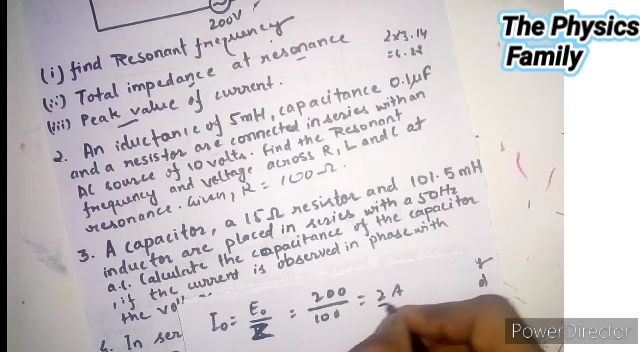 200V
(i) find Resonant frequency
(ii) Total impedance at resonance
(iii) Peak value of current.
2x3.14
=6.28
The Physics
Family
2. An iductance of 5mH, capacitance 0.1μF
and a resistor are connected in series with an
AC source of 10 volts. find the Resonant
frequency and voltage across R, L and C at
resonance. Given, R = 100Ω.
3. A capacitor, a 15Ω resistor and 101.5mH
inductor are placed in series with a 50Hz
a.c. Calculate the capacitance of the capacitor
, if the current is observed in phase with
the
4. In ser
I₀ = E₀/Z = 200/100 = 2A
PowerDirector